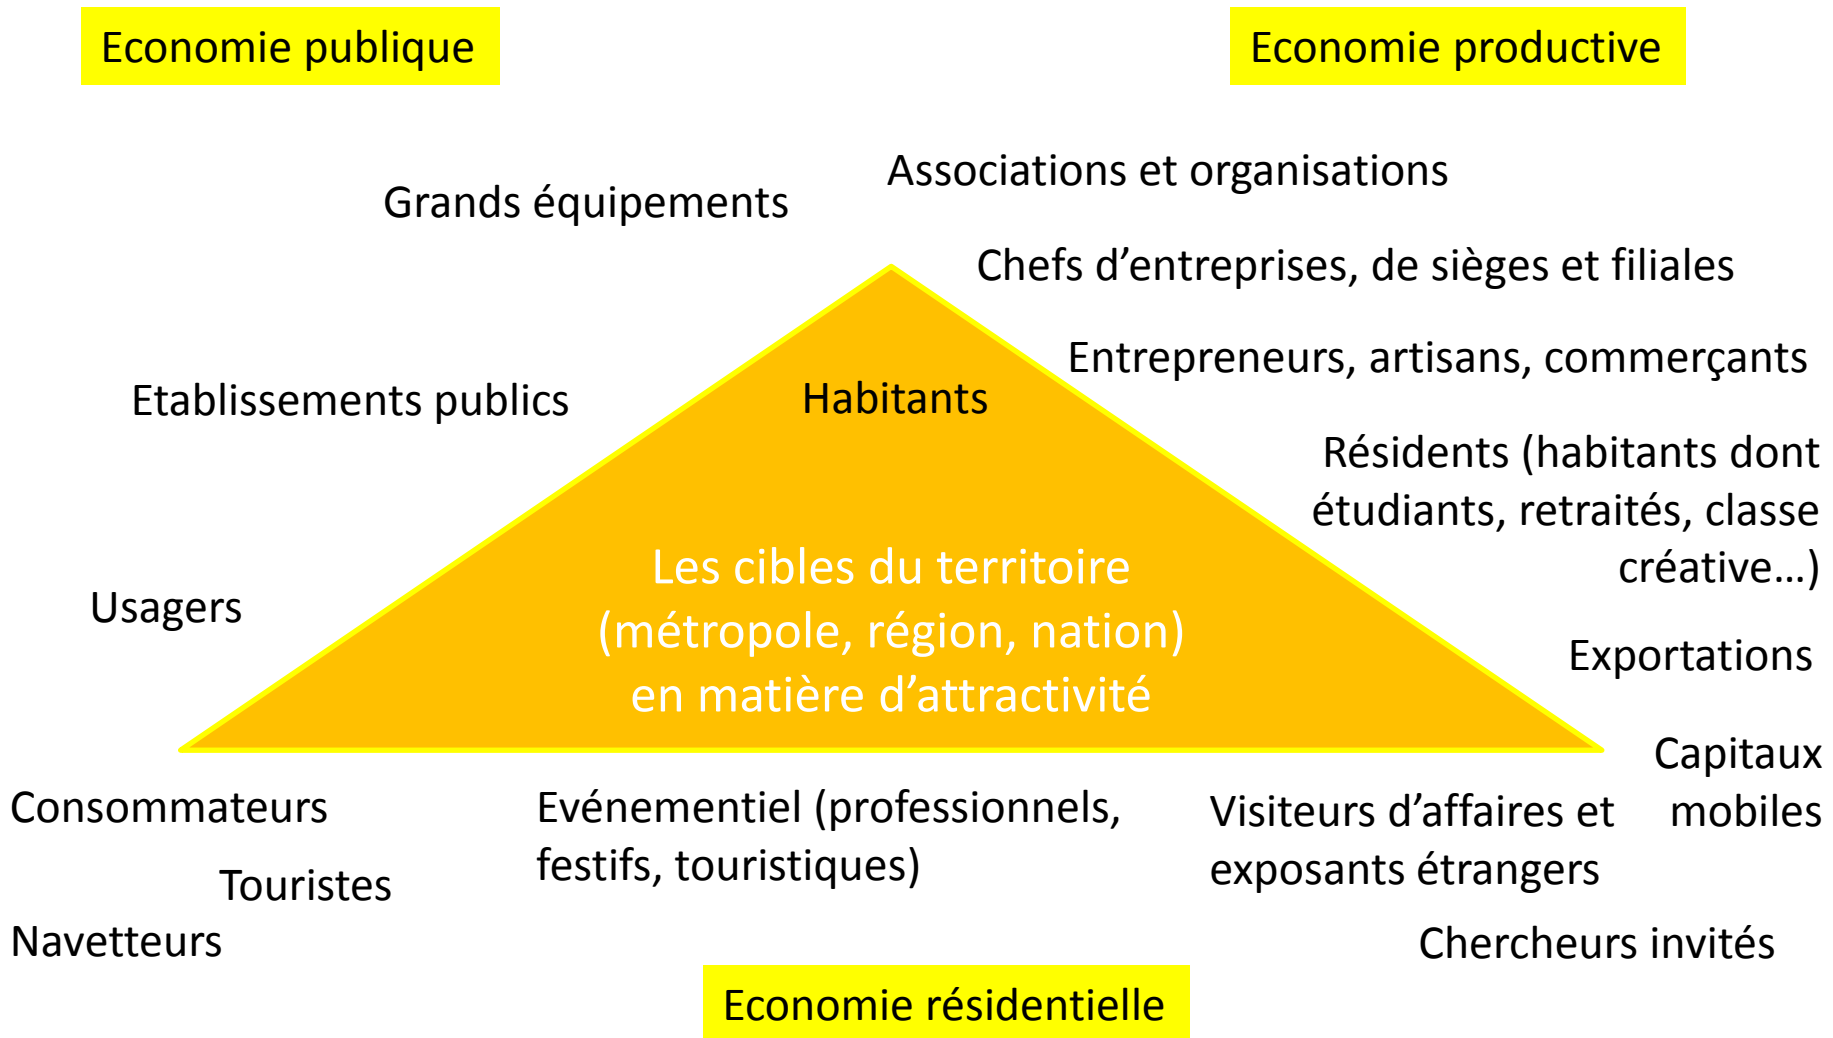 Economie publique
Economie productive
Associations et organisations
Grands équipements
Chefs d’entreprises, de sièges et filiales
Entrepreneurs, artisans, commerçants
Etablissements publics
Habitants
Résidents (habitants dont
étudiants, retraités, classe
créative…)
Les cibles du territoire
(métropole, région, nation)
en matière d’attractivité
Usagers
Exportations
Capitaux
mobiles
Consommateurs
Evénementiel (professionnels,
festifs, touristiques)
Visiteurs d’affaires et
exposants étrangers
Touristes
Navetteurs
Chercheurs invités
Economie résidentielle